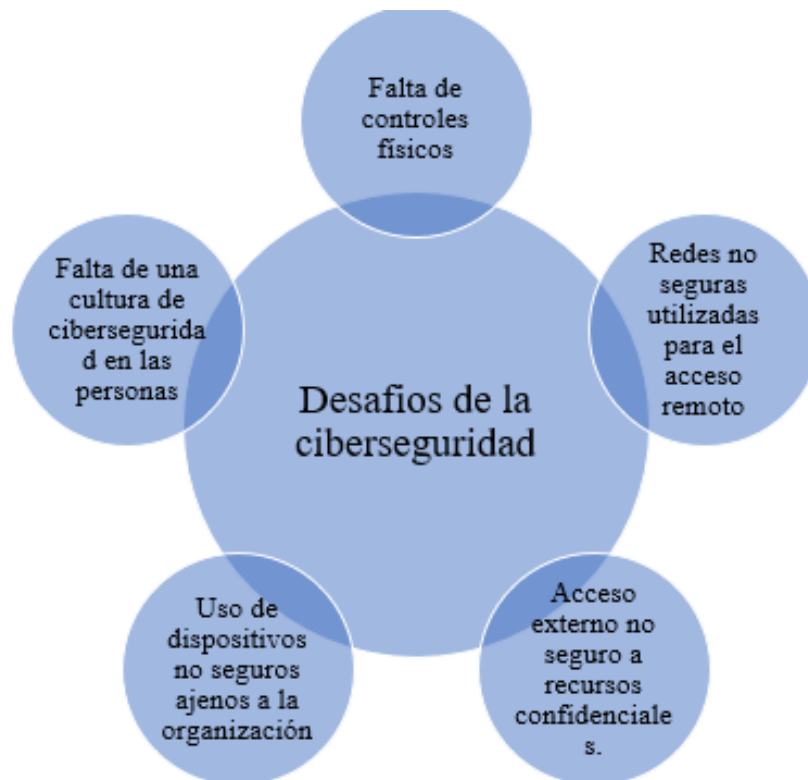 Falta de
controles
físicos
Falta de una
cultura de
cibersegurida
d en las
personas
Redes no
seguras
utilizadas
para el
acceso
remoto
Desafios de la
ciberseguridad
Uso de
dispositivos
no seguros
ajenos a la
organización
Acceso
externo no
seguro a
recursos
confidenciale
s.